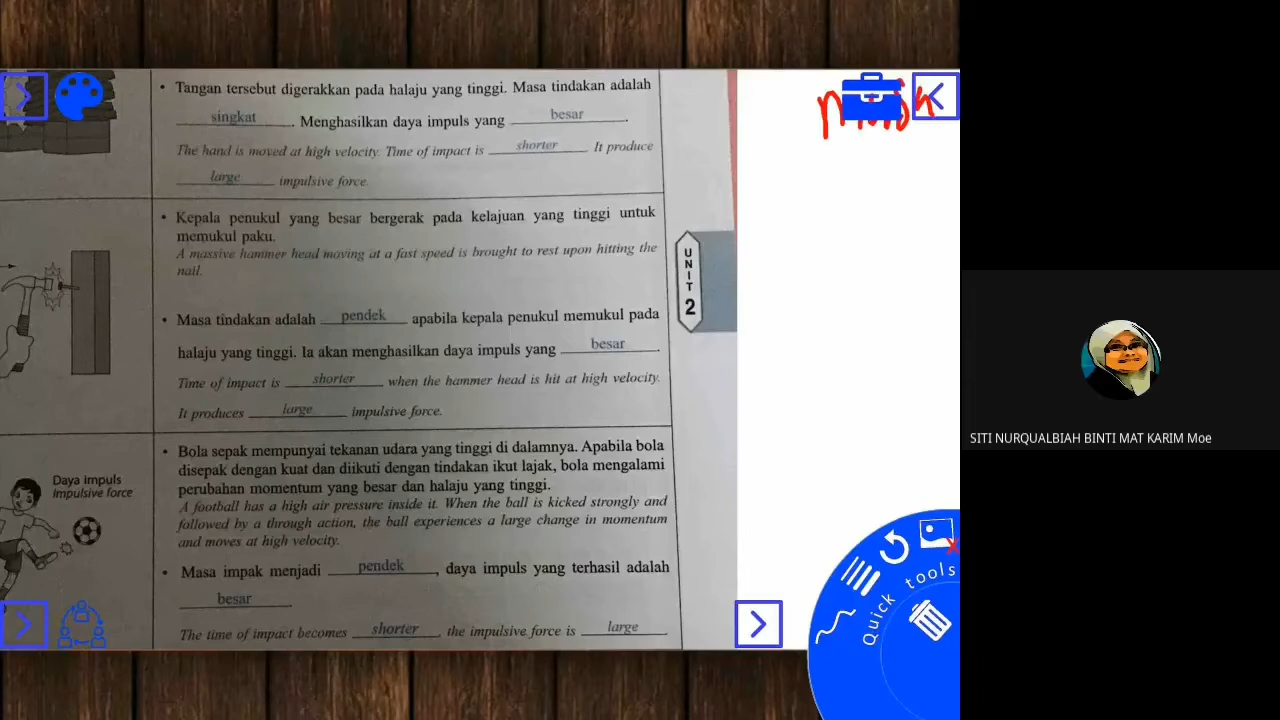 Tangan tersebut digerakkan pada halaju yang tinggi. Masa tindakan adalah
singkat. Menghasilkan daya impuls yang besar.
The hand is moved at high velocity. Time of impact is shorter. It produce
large impulsive force.
Kepala penukul yang besar bergerak pada kelajuan yang tinggi untuk
memukul paku.
A massive hammer head moving at a fast speed is brought to rest upon hitting the
nail.
Masa tindakan adalah pendek apabila kepala penukul memukul pada
halaju yang tinggi. Ia akan menghasilkan daya impuls yang besar.
Time of impact is shorter when the hammer head is hit at high velocity.
It produces large impulsive force.
UNIT
2
Daya impuls
Impulsive force
Bola sepak mempunyai tekanan udara yang tinggi di dalamnya. Apabila bola
disepak dengan kuat dan diikuti dengan tindakan ikut lajak, bola mengalami
perubahan momentum yang besar dan halaju yang tinggi.
A football has a high air pressure inside it. When the ball is kicked strongly and
followed by a through action, the ball experiences a large change in momentum
and moves at high velocity.
Masa impak menjadi pendek, daya impuls yang terhasil adalah
besar.
The time of impact becomes shorter, the impulsive force is large.
Quick tools
SITI NURQUALBIAH BINTI MAT KARIM Moe